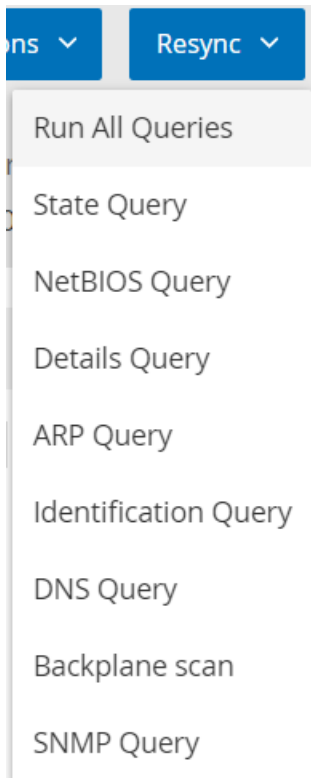 ons
Resync
Run All Queries
State Query
NetBIOS Query
Details Query
ARP Query
Identification Query
DNS Query
Backplane scan
SNMP Query